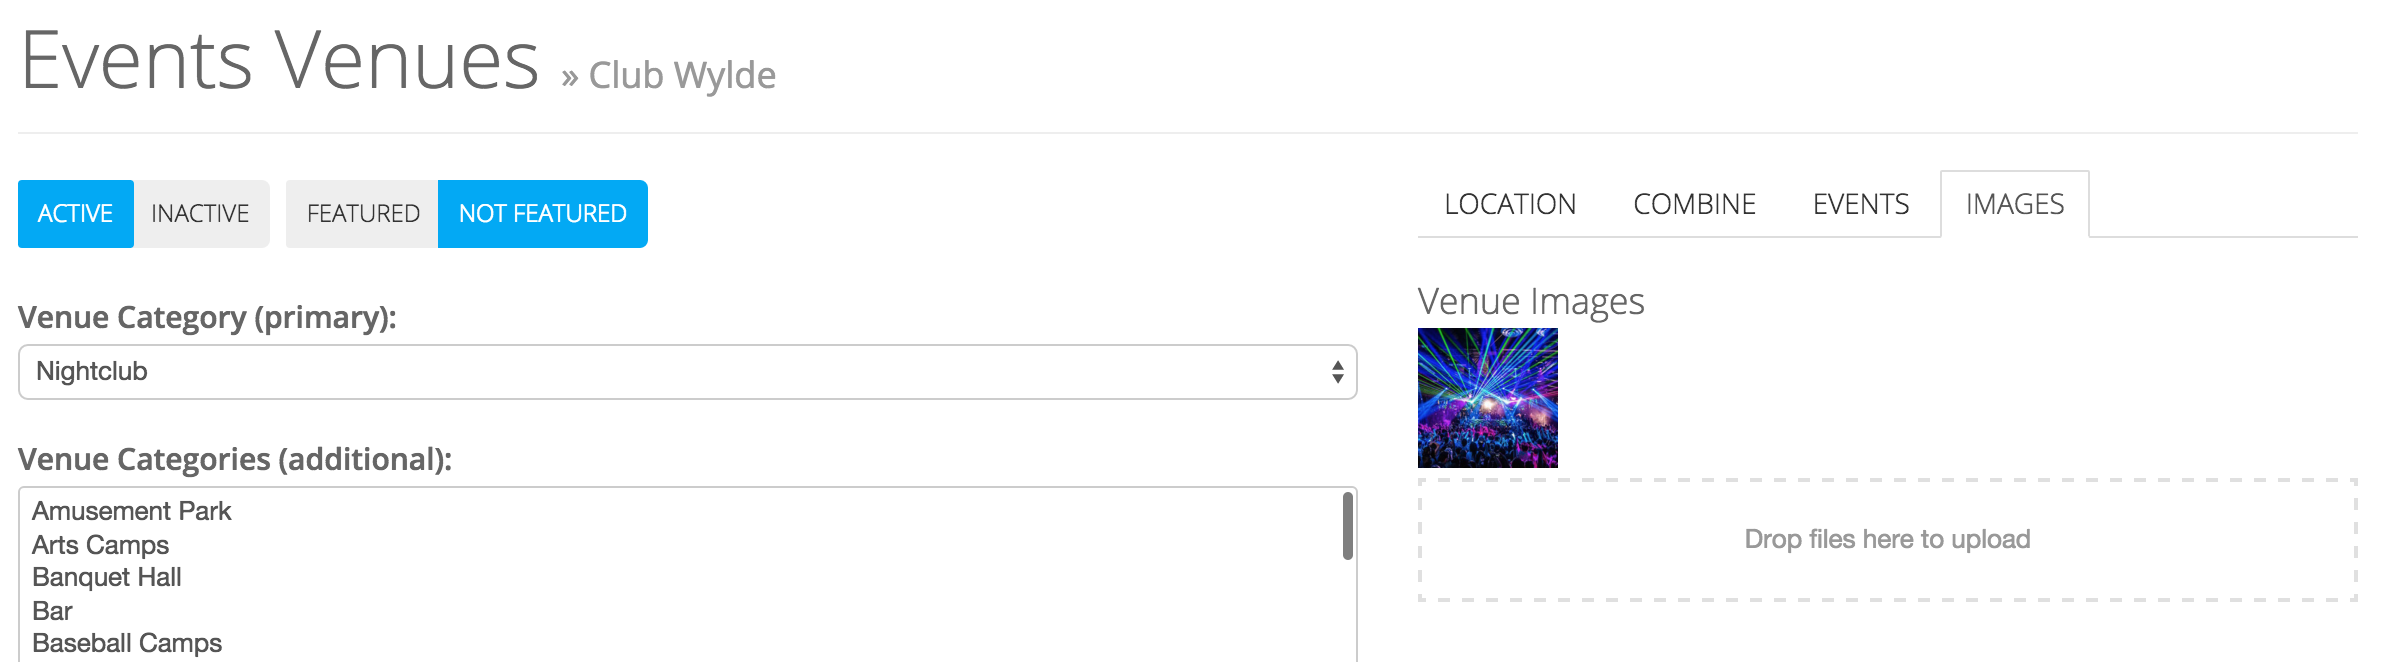 Events Venues » Club Wylde
ACTIVE INACTIVE FEATURED NOT FEATURED
Venue Category (primary):
Nightclub
Venue Categories (additional):
Amusement Park
Arts Camps
Banquet Hall
Bar
Baseball Camps
LOCATION COMBINE EVENTS IMAGES
Venue Images
Drop files here to upload